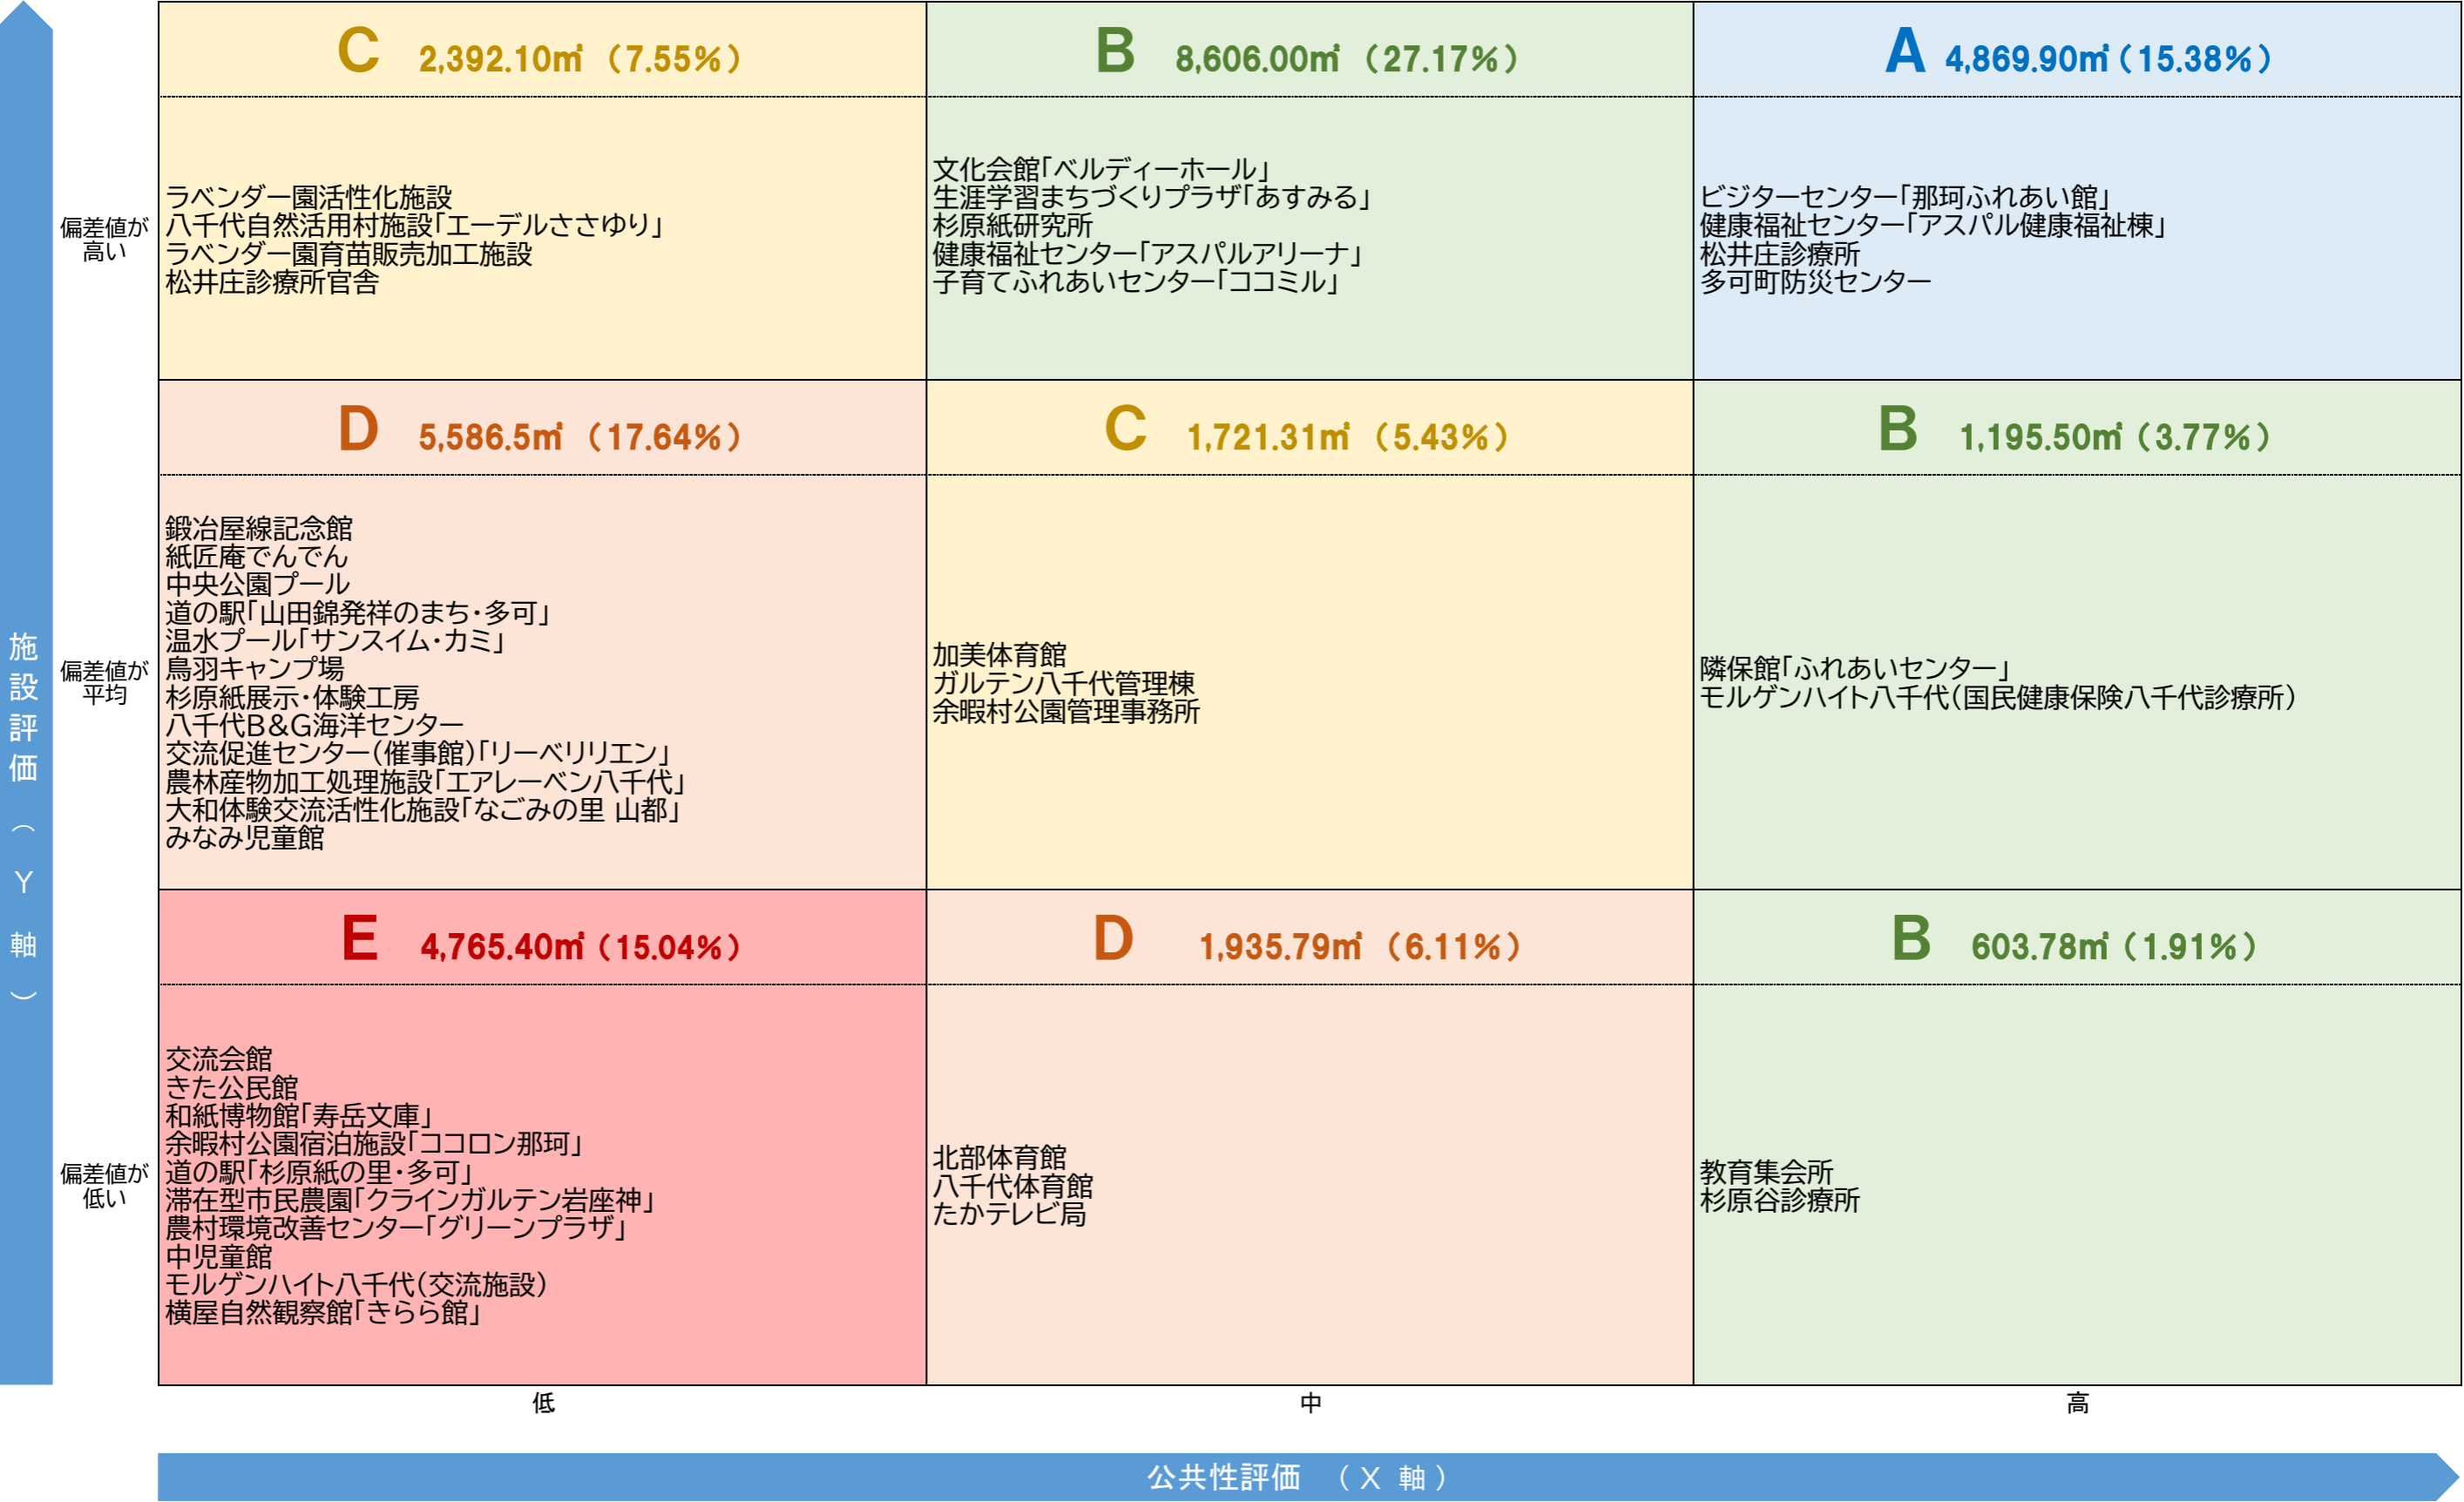 C 2,392.10㎡ （7.55％）
B 8,606.00㎡ （27.17％）
A 4,869.90㎡（15.38％）
偏差値が
高い
ラベンダー園活性化施設
八千代自然活用村施設「エーデルささゆり」
ラベンダー園育苗販売加工施設
松井庄診療所官舎
文化会館「ベルディーホール」
生涯学習まちづくりプラザ「あすみる」
杉原紙研究所
健康福祉センター「アスパルアリーナ」
子育てふれあいセンター「ココミル」
ビジターセンター「那珂ふれあい館」
健康福祉センター「アスパル健康福祉棟」
松井庄診療所
多可町防災センター
D 5,586.5㎡ （17.64％）
C 1,721.31㎡ （5.43％）
B 1,195.50㎡（3.77％）
偏差値が
平均
鍛冶屋線記念館
紙匠庵でんでん
中央公園プール
道の駅「山田錦発祥のまち・多可」
温水プール「サンスイム・カミ」
鳥羽キャンプ場
杉原紙展示・体験工房
八千代B&G海洋センター
交流促進センター（催事館）「リーベリリエン」
農林産物加工処理施設「エアレーベン八千代」
大和体験交流活性化施設「なごみの里 山都」
みなみ児童館
加美体育館
ガルテン八千代管理棟
余暇村公園管理事務所
隣保館「ふれあいセンター」
モルゲンハイト八千代（国民健康保険八千代診療所）
E 4,765.40㎡（15.04％）
D 1,935.79㎡ （6.11％）
B 603.78㎡（1.91％）
偏差値が
低い
交流会館
きた公民館
和紙博物館「寿岳文庫」
余暇村公園宿泊施設「ココロン那珂」
道の駅「杉原紙の里・多可」
滞在型市民農園「クラインガルテン岩座神」
農村環境改善センター「グリーンプラザ」
中児童館
モルゲンハイト八千代（交流施設）
横屋自然観察館「きらら館」
北部体育館
八千代体育館
たかテレビ局
教育集会所
杉原谷診療所
施設評価（Ｙ軸）
低
中
高
公共性評価 （Ｘ 軸）